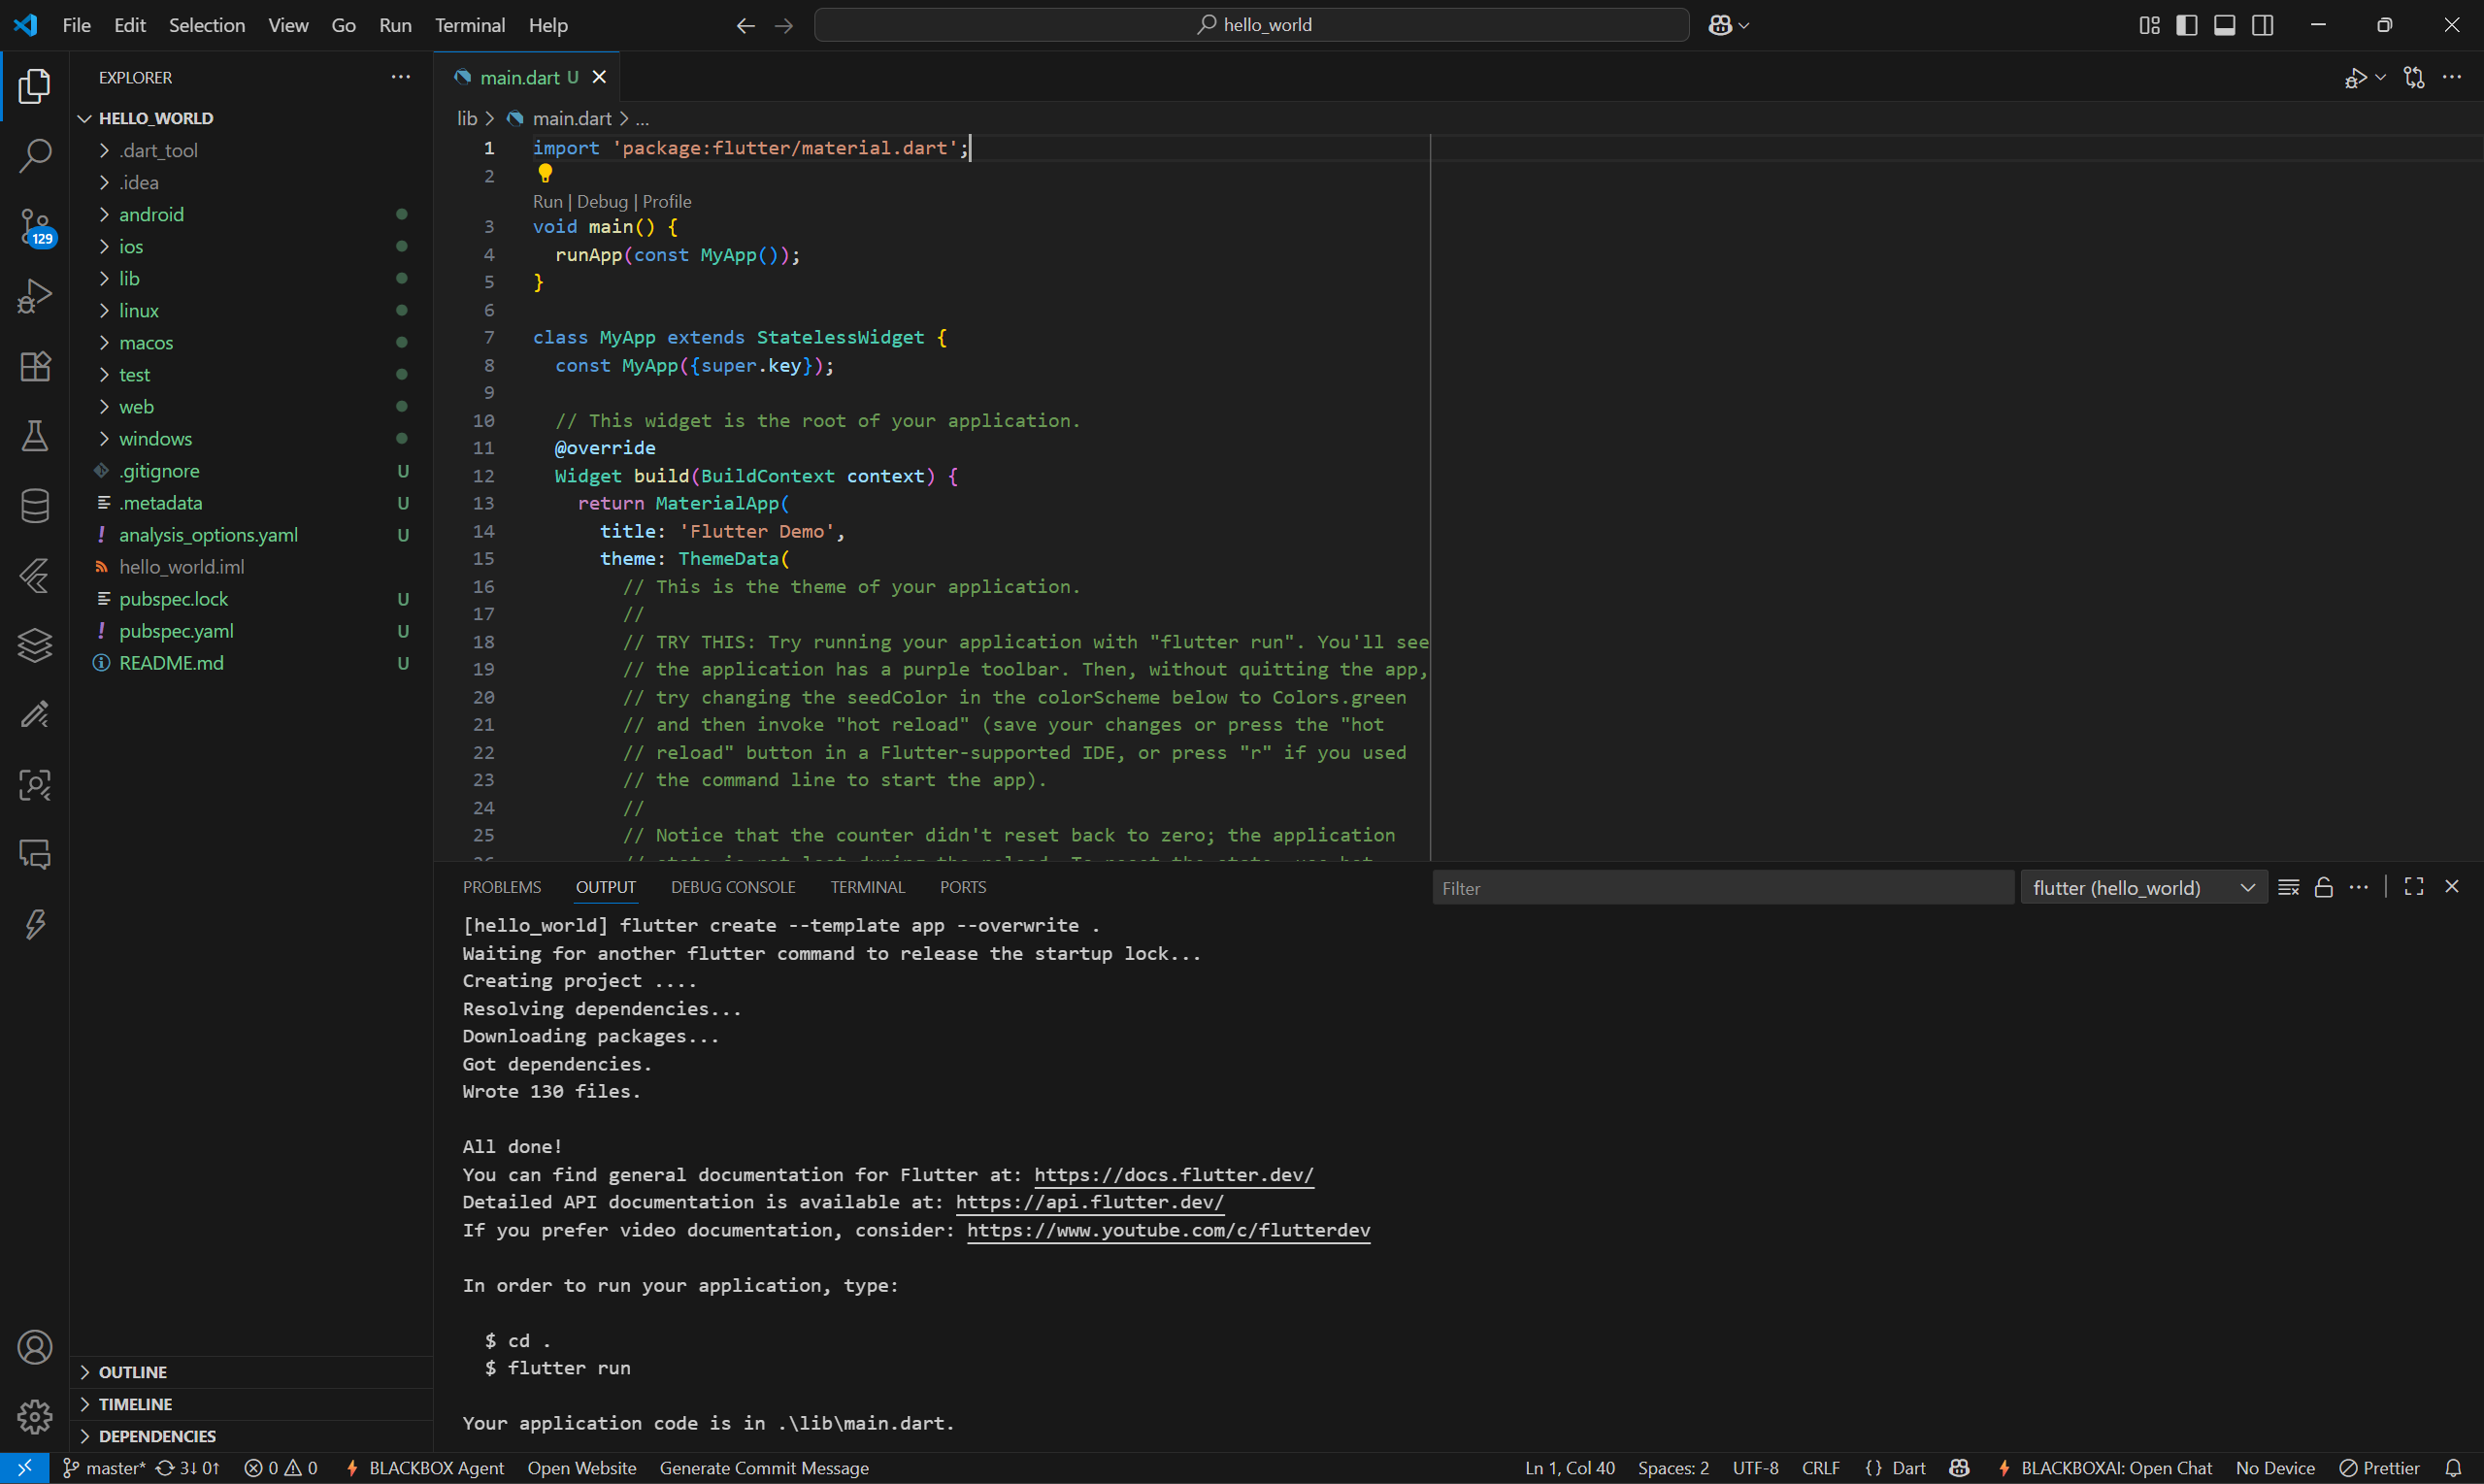 File Edit Selection View Go Run Terminal Help
hello_world
EXPLORER
HELLO_WORLD
.dart_tool
.idea
android
ios
lib
linux
macos
test
web
windows
.gitignore U
.metadata U
analysis_options.yaml U
hello_world.iml
pubspec.lock U
pubspec.yaml U
README.md U
OUTLINE
TIMELINE
DEPENDENCIES
129
main.dart U
lib > main.dart > ...
1 import 'package:flutter/material.dart';
2
Run | Debug | Profile
3 void main() {
4 runApp(const MyApp());
5 }
6
7 class MyApp extends StatelessWidget {
8 const MyApp({super.key});
9
10 // This widget is the root of your application.
11 @override
12 Widget build(BuildContext context) {
13 return MaterialApp(
14 title: 'Flutter Demo',
15 theme: ThemeData(
16 // This is the theme of your application.
17 //
18 // TRY THIS: Try running your application with "flutter run". You'll see
19 // the application has a purple toolbar. Then, without quitting the app,
20 // try changing the seedColor in the colorScheme below to Colors.green
21 // and then invoke "hot reload" (save your changes or press the "hot
22 // reload" button in a Flutter-supported IDE, or press "r" if you used
23 // the command line to start the app).
24 //
25 // Notice that the counter didn't reset back to zero; the application
PROBLEMS OUTPUT DEBUG CONSOLE TERMINAL PORTS
Filter
flutter (hello_world)
[hello_world] flutter create --template app --overwrite .
Waiting for another flutter command to release the startup lock...
Creating project ....
Resolving dependencies...
Downloading packages...
Got dependencies.
Wrote 130 files.
All done!
You can find general documentation for Flutter at: https://docs.flutter.dev/
Detailed API documentation is available at: https://api.flutter.dev/
If you prefer video documentation, consider: https://www.youtube.com/c/flutterdev
In order to run your application, type:
$ cd .
$ flutter run
Your application code is in .\lib\main.dart.
master* 3↓ 0↑ 0 0 BLACKBOX Agent Open Website Generate Commit Message
Ln 1, Col 40 Spaces: 2 UTF-8 CRLF {} Dart BLACKBOXAI: Open Chat No Device Prettier